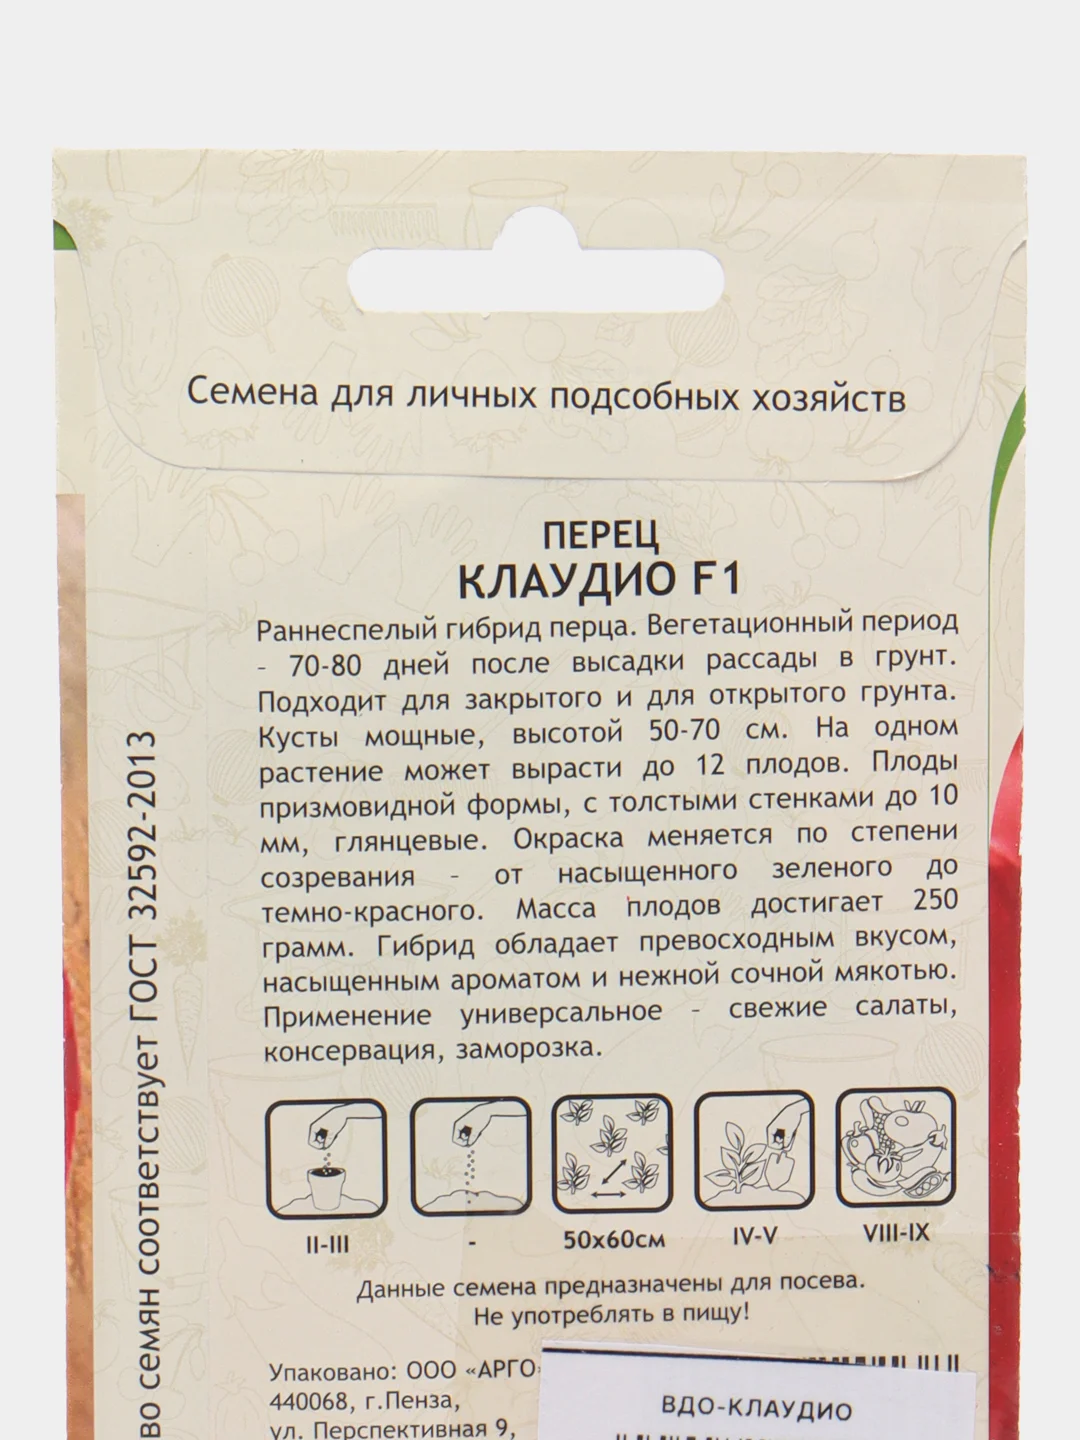 Семена для личных подсобных хозяйств
ПЕРЕЦ
КЛАУДИО F1
Раннеспелый гибрид перца. Вегетационный период
- 70-80 дней после высадки рассады в грунт.
Подходит для закрытого и для открытого грунта.
Кусты мощные, высотой 50-70 см. На одном
растение может вырасти до 12 плодов. Плоды
призмовидной формы, с толстыми стенками до 10
мм, глянцевые. Окраска меняется по степени
созревания - от насыщенного зеленого до
темно-красного. Масса плодов достигает 250
грамм. Гибрид обладает превосходным вкусом,
насыщенным ароматом и нежной сочной мякотью.
Применение универсальное - свежие салаты,
консервация, заморозка.
II-III
-
50х60см
IV-V
VIII-IX
Данные семена предназначены для посева.
Не употреблять в пищу!
Упаковано: ООО «АРГО»
440068, г.Пенза,
ул. Перспективная 9,
ВДО-КЛАУДИО
во семян соответствует ГОСТ 32592-2013